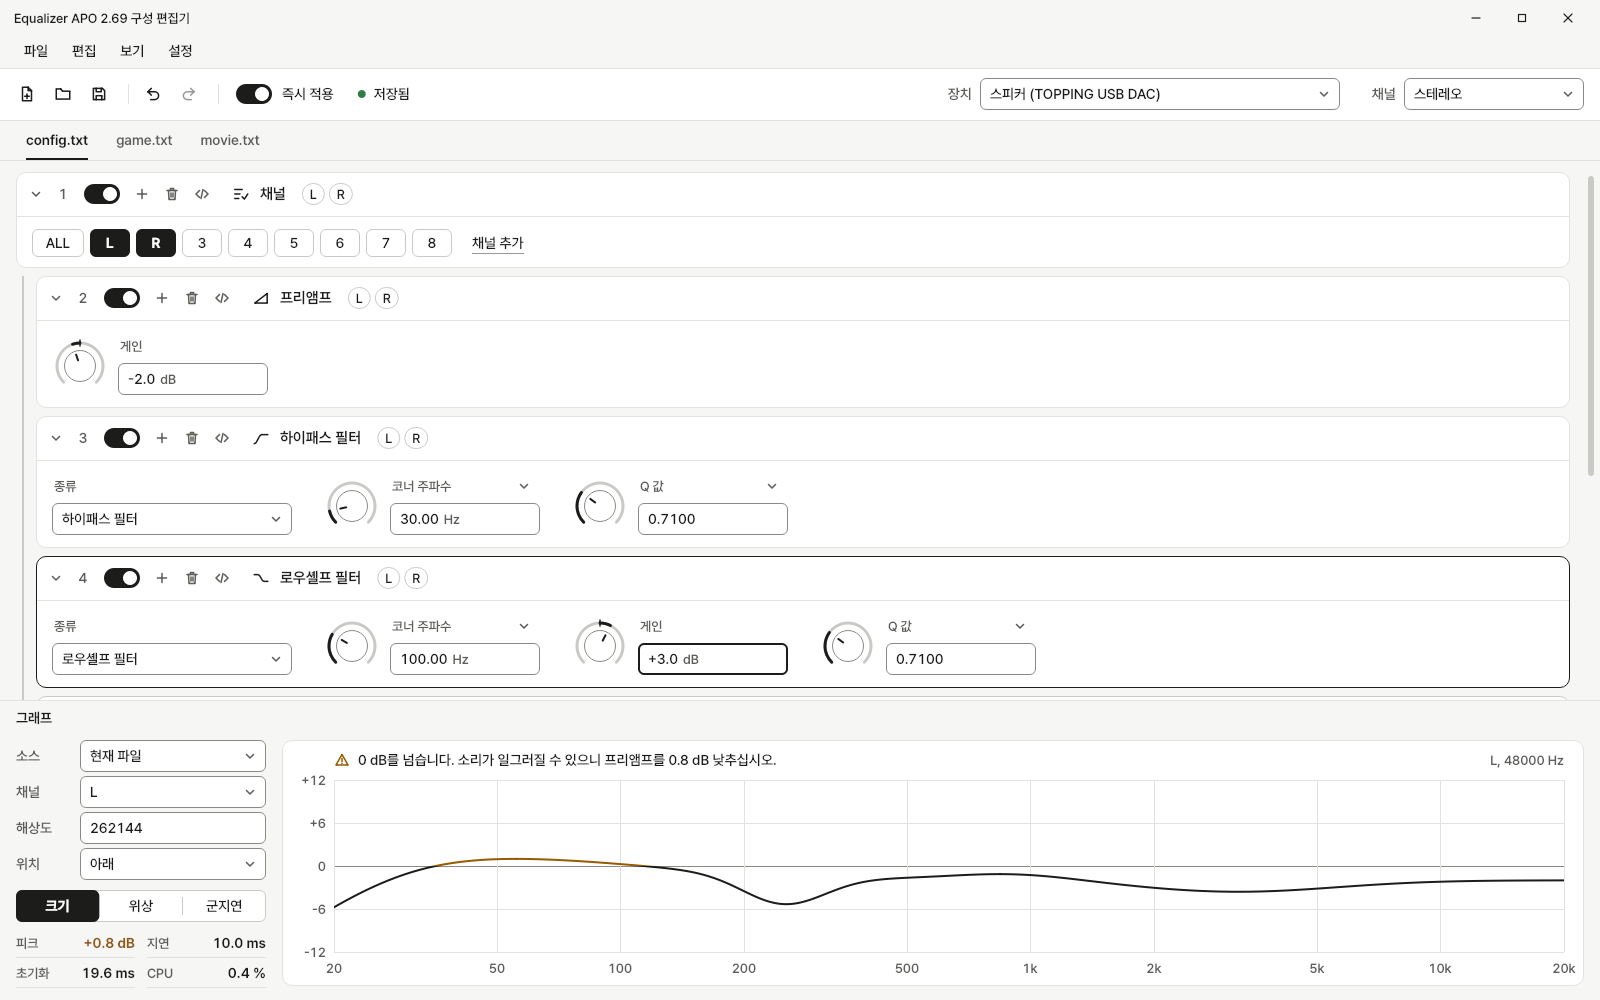 Equalizer APO 2.69 구성 편집기
파일 편집 보기 설정
즉시 적용 저장됨 장치 스피커 (TOPPING USB DAC) 채널 스테레오
config.txt game.txt movie.txt
1 채널 L R
ALL L R 3 4 5 6 7 8 채널 추가
2 프리앰프 L R
게인
-2.0 dB
3 하이패스 필터 L R
종류 코너 주파수 Q 값
하이패스 필터 30.00 Hz 0.7100
4 로우셸프 필터 L R
종류 코너 주파수 게인 Q 값
로우셸프 필터 100.00 Hz +3.0 dB 0.7100
그래프
소스 현재 파일
채널 L
해상도 262144
위치 아래
크기 위상 군지연
피크 +0.8 dB 지연 10.0 ms
초기화 19.6 ms CPU 0.4 %
0 dB를 넘습니다. 소리가 일그러질 수 있으니 프리앰프를 0.8 dB 낮추십시오. L, 48000 Hz
+12
+6
0
-6
-12
20 50 100 200 500 1k 2k 5k 10k 20k